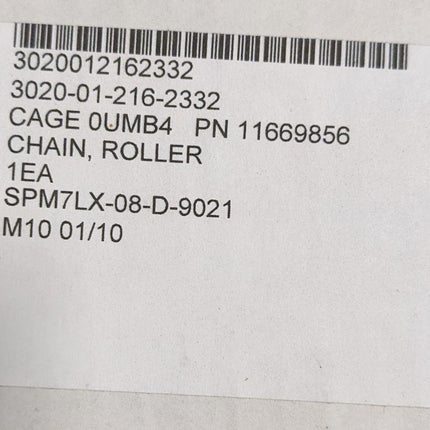 3020012162332
3020-01-216-2332
CAGE 0UMB4 PN 11669856
CHAIN, ROLLER
1EA
SPM7LX-08-D-9021
M10 01/10